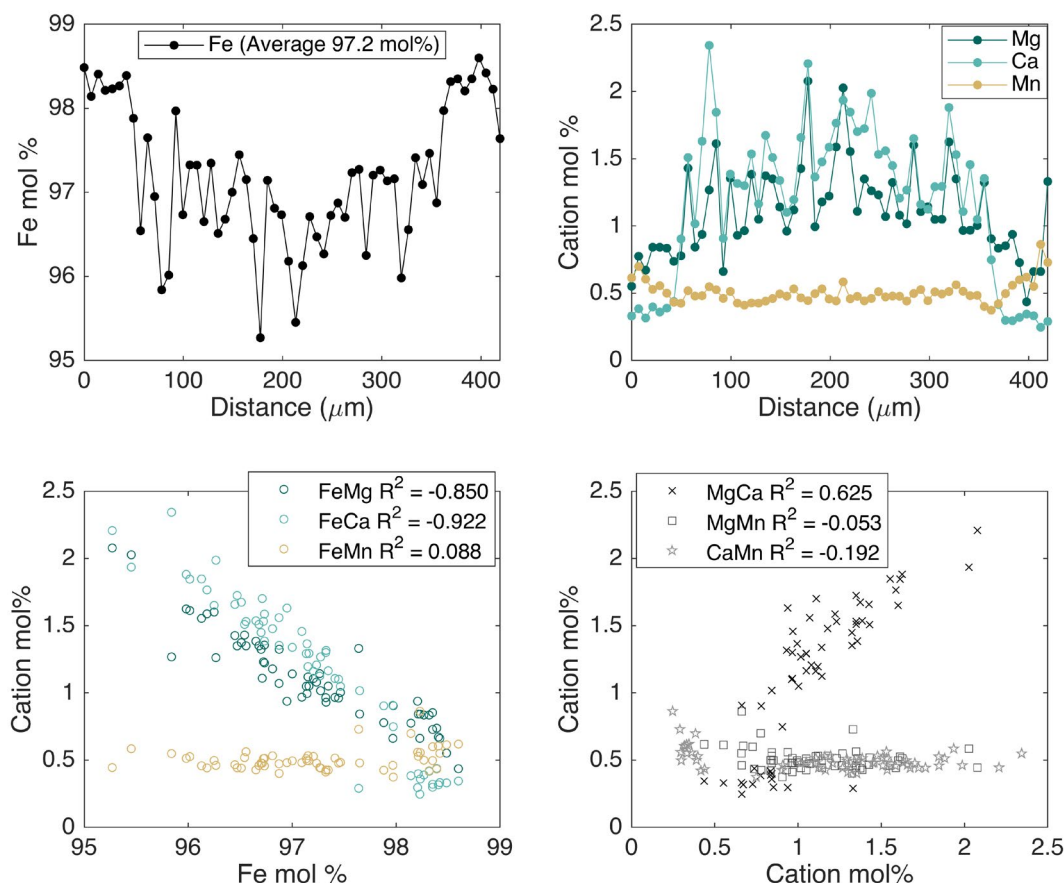 99
98
97
96
95
Fe mol %
Fe (Average 97.2 mol%)
0 100 200 300 400
Distance (μm)
2.5
2
1.5
1
0.5
0
Cation mol %
Mg
Ca
Mn
0 100 200 300 400
Distance (μm)
2.5
2
1.5
1
0.5
0
Cation mol%
FeMg R² = -0.850
FeCa R² = -0.922
FeMn R² = 0.088
95 96 97 98 99
Fe mol %
2.5
2
1.5
1
0.5
0
Cation mol%
MgCa R² = 0.625
MgMn R² = -0.053
CaMn R² = -0.192
0 0.5 1 1.5 2 2.5
Cation mol%